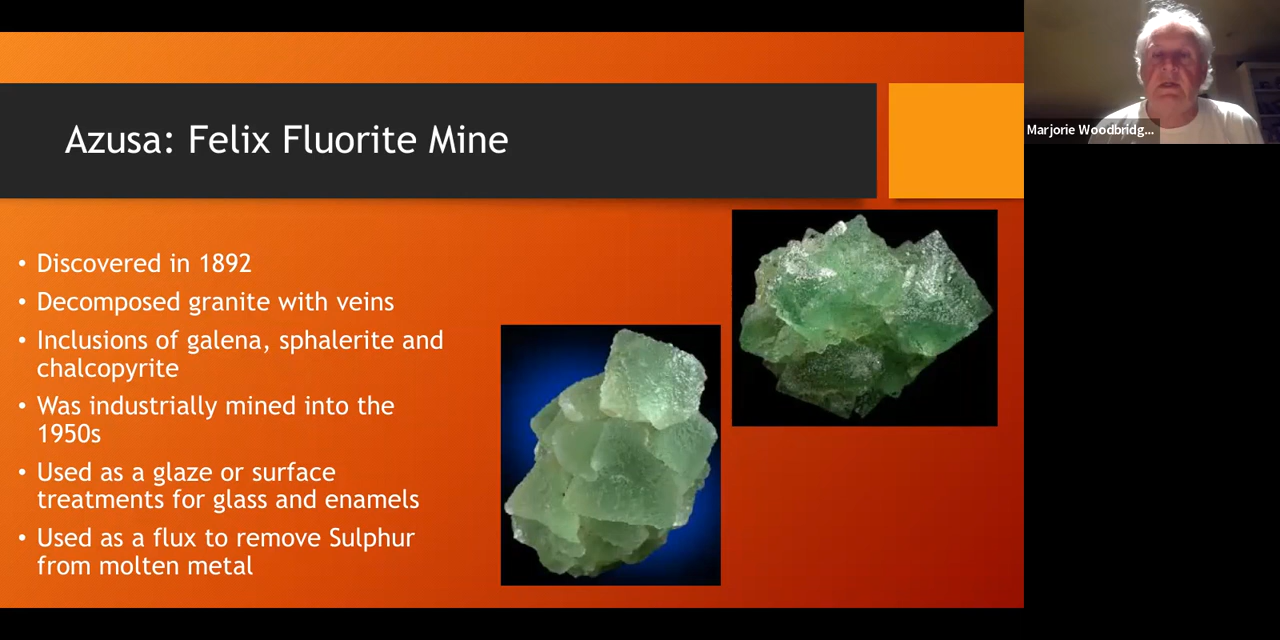 Azusa: Felix Fluorite Mine
Marjorie Woodbridg...
• Discovered in 1892
• Decomposed granite with veins
• Inclusions of galena, sphalerite and
chalcopyrite
• Was industrially mined into the
1950s
• Used as a glaze or surface
treatments for glass and enamels
• Used as a flux to remove Sulphur
from molten metal